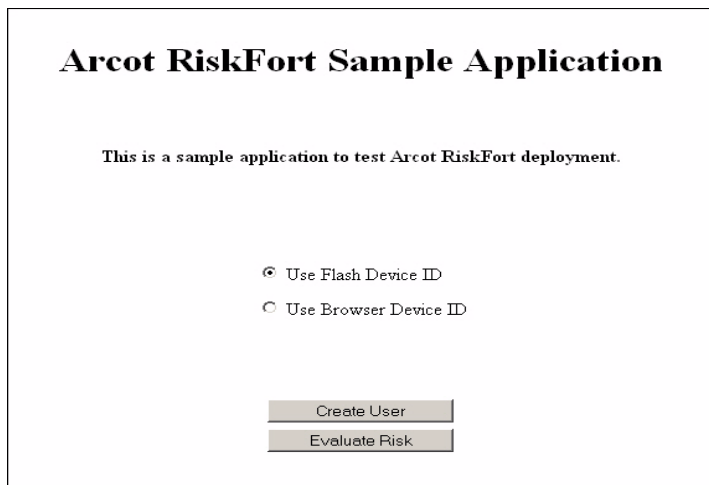 Arcot RiskFort Sample Application
This is a sample application to test Arcot RiskFort deployment.
Use Flash Device ID
Use Browser Device ID
Create User
Evaluate Risk